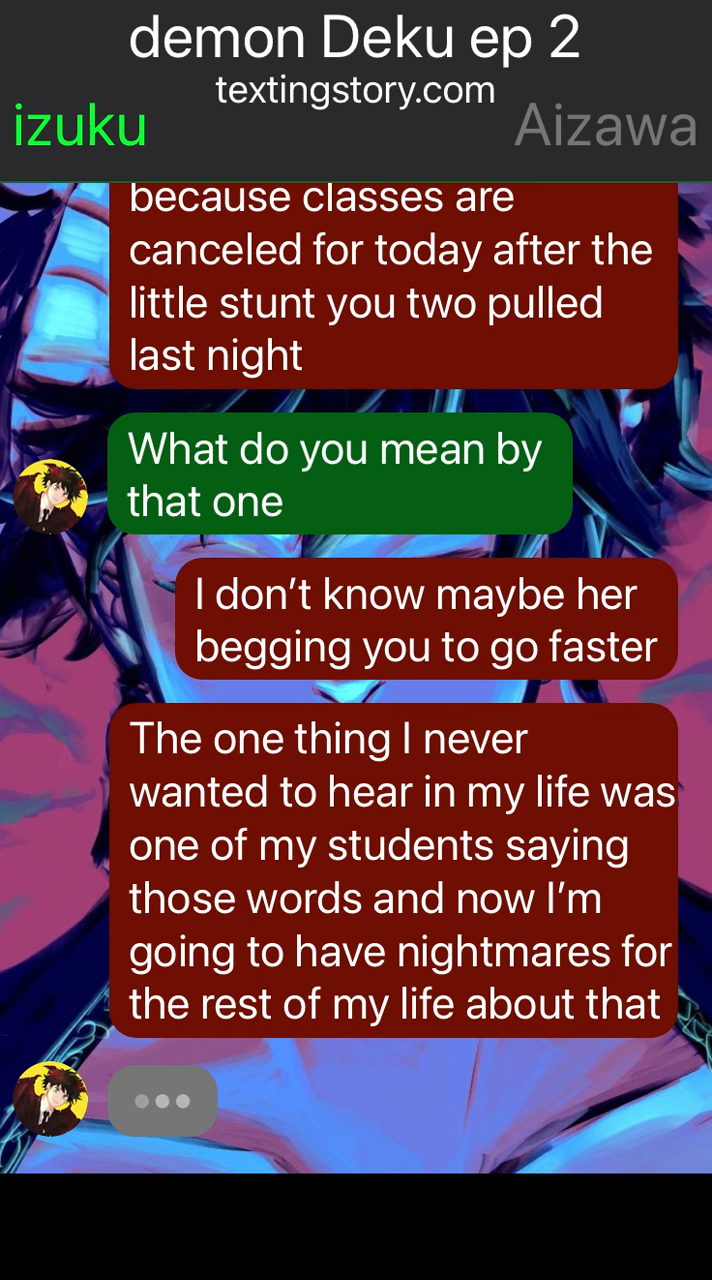 demon Deku ep 2
textingstory.com
izuku
Aizawa
because classes are
canceled for today after the
little stunt you two pulled
last night
What do you mean by
that one
I don’t know maybe her
begging you to go faster
The one thing I never
wanted to hear in my life was
one of my students saying
those words and now I’m
going to have nightmares for
the rest of my life about that